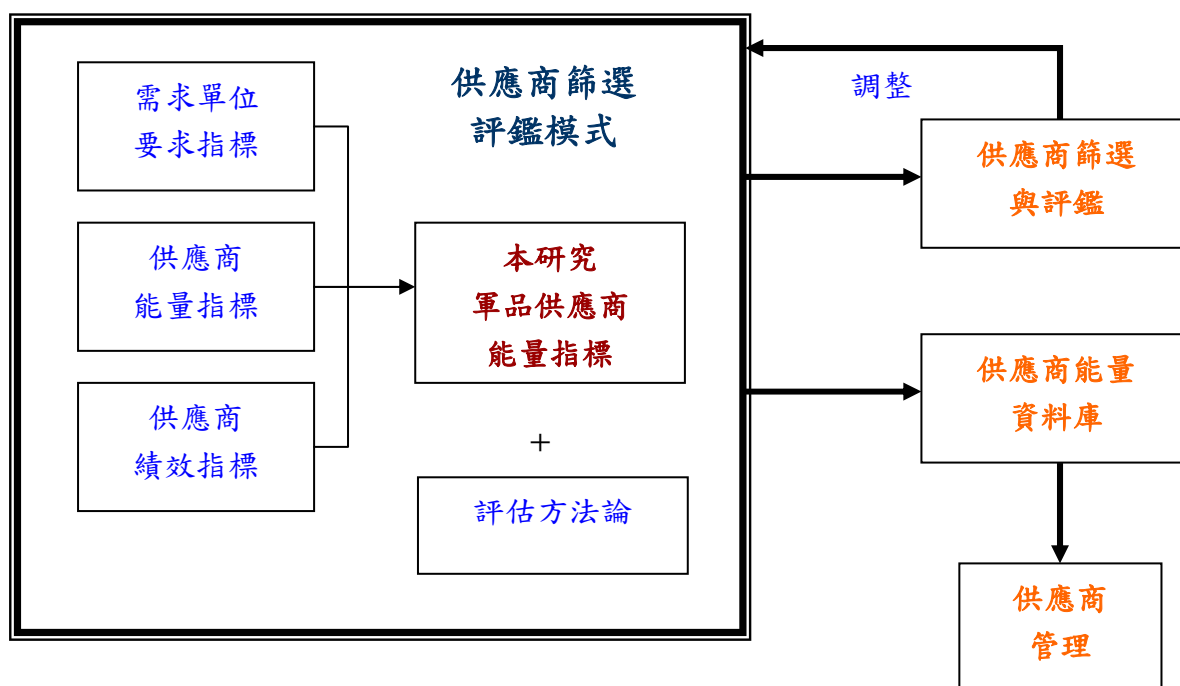 供應商篩選
評鑑模式
需求單位
要求指標
供應商
能量指標
供應商
績效指標
本研究
軍品供應商
能量指標
+
評估方法論
調整
供應商篩選
與評鑑
供應商能量
資料庫
供應商
管理